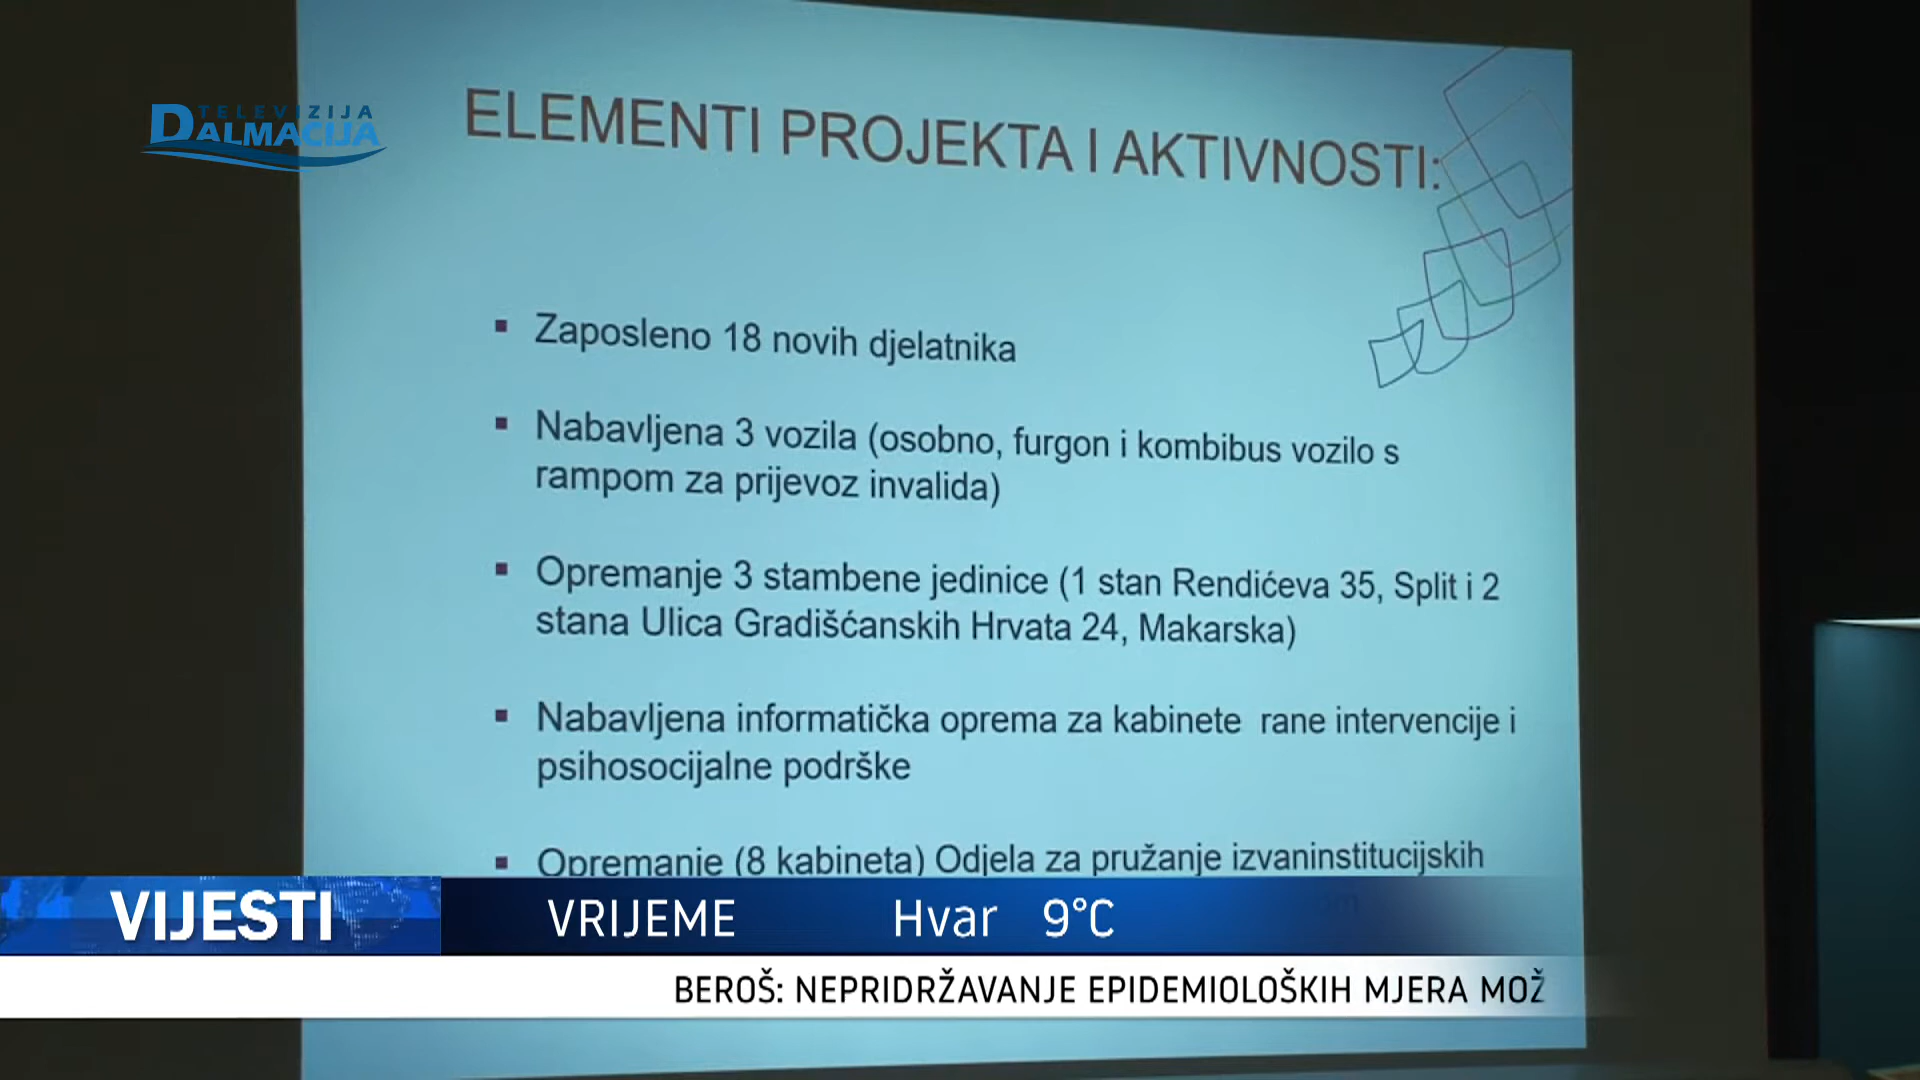 TELEVIZIJA
DALMACIJA
ELEMENTI PROJEKTA I AKTIVNOSTI:
▪ Zaposleno 18 novih djelatnika
▪ Nabavljena 3 vozila (osobno, furgon i kombibus vozilo s
rampom za prijevoz invalida)
▪ Opremanje 3 stambene jedinice (1 stan Rendićeva 35, Split i 2
stana Ulica Gradišćanskih Hrvata 24, Makarska)
▪ Nabavljena informatička oprema za kabinete rane intervencije i
psihosocijalne podrške
▪ Opremanje (8 kabineta) Odjela za pružanje izvaninstitucijskih
VIJESTI
VRIJEME Hvar 9°C
BEROŠ: NEPRIDRŽAVANJE EPIDEMIOLOŠKIH MJERA MOŽ